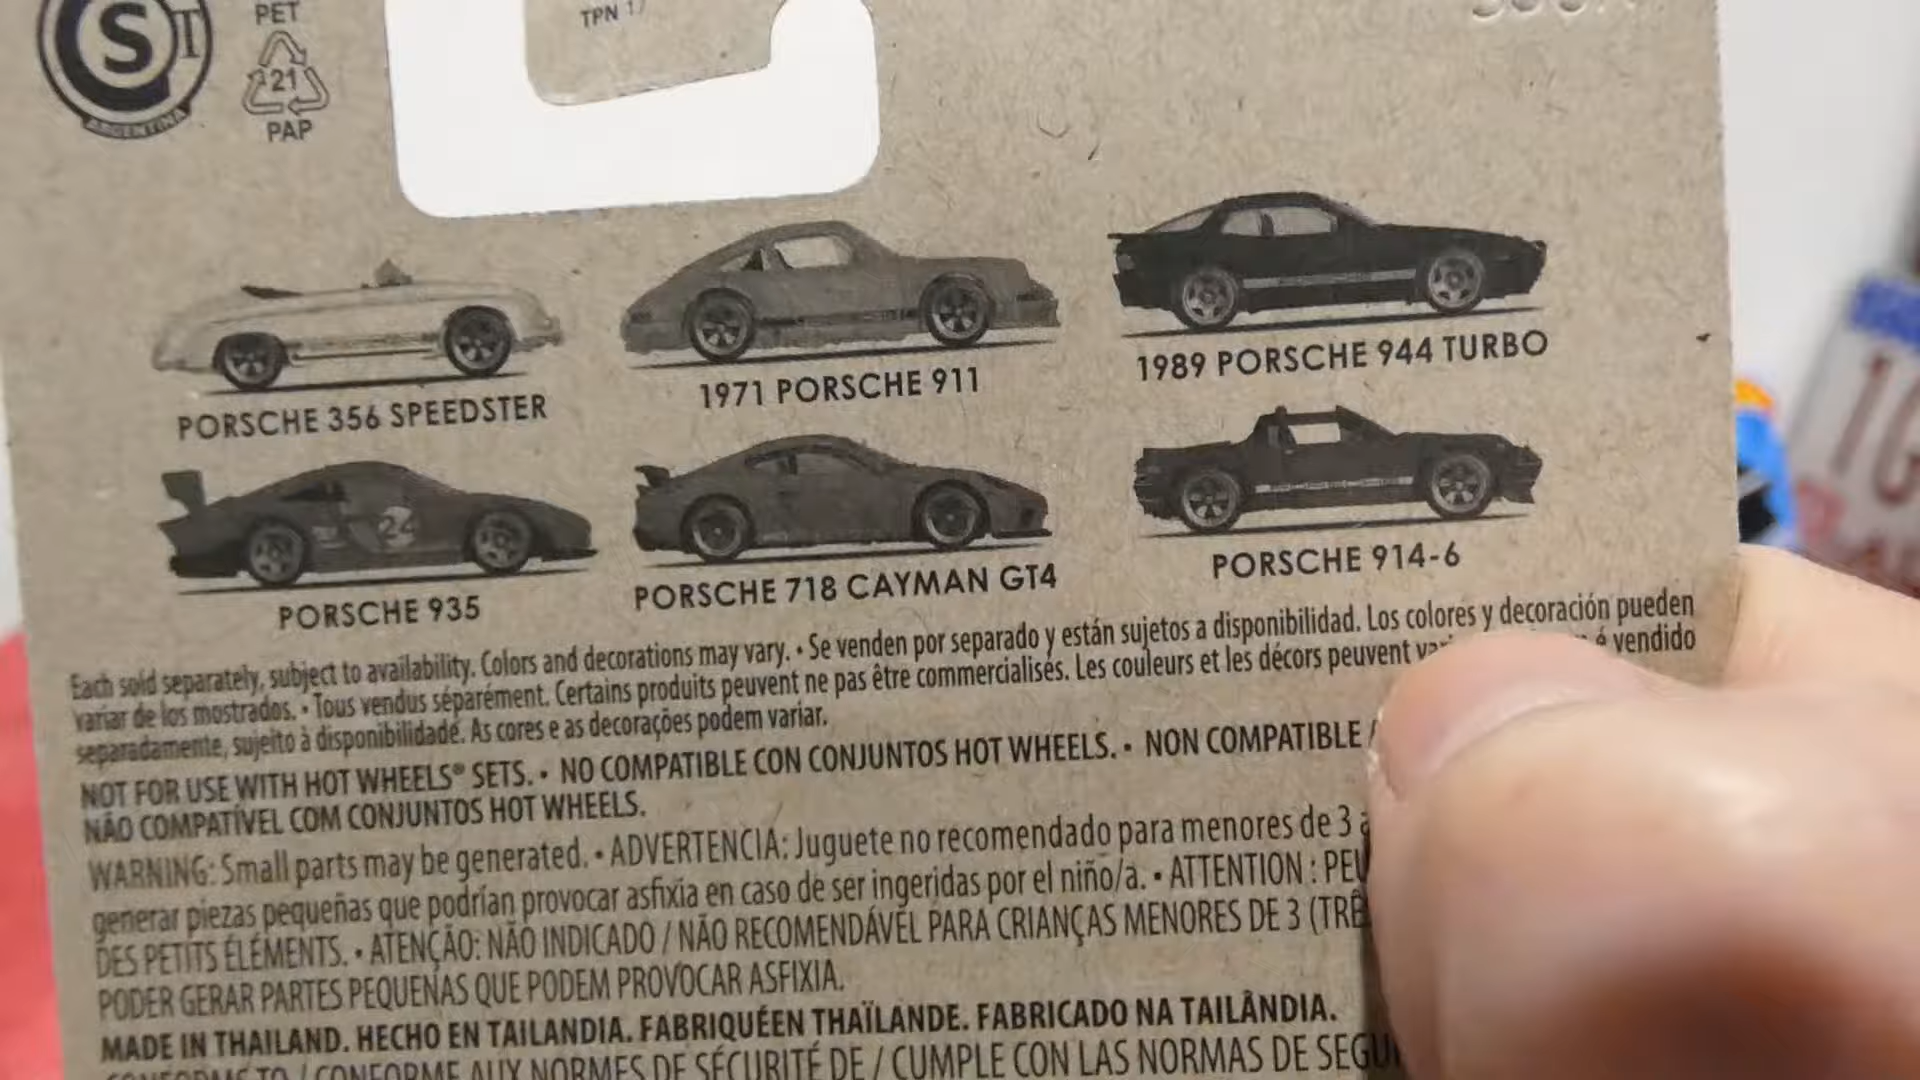 S T
ARGENTINA
PET
21
PAP
TPN 17
PORSCHE 356 SPEEDSTER
1971 PORSCHE 911
1989 PORSCHE 944 TURBO
24
PORSCHE 935
PORSCHE 718 CAYMAN GT4
PORSCHE 914-6
Each sold separately, subject to availability. Colors and decorations may vary. • Se venden por separado y están sujetos a disponibilidad. Los colores y decoración pueden
variar de los mostrados. • Tous vendus séparément. Certains produits peuvent ne pas être commercialisés. Les couleurs et les décors peuvent é vendido
separadamente, sujeito à disponibilidade. As cores e as decorações podem variar.
NOT FOR USE WITH HOT WHEELS® SETS. • NO COMPATIBLE CON CONJUNTOS HOT WHEELS. • NON COMPATIBLE /
NÃO COMPATÍVEL COM CONJUNTOS HOT WHEELS.
WARNING: Small parts may be generated. • ADVERTENCIA: Juguete no recomendado para menores de 3
generar piezas pequeñas que podrían provocar asfixia en caso de ser ingeridas por el niño/a. • ATTENTION :
DES PETITS ÉLÉMENTS. • ATENÇÃO: NÃO INDICADO / NÃO RECOMENDÁVEL PARA CRIANÇAS MENORES DE 3
PODER GERAR PARTES PEQUENAS QUE PODEM PROVOCAR ASFIXIA.
MADE IN THAILAND. HECHO EN TAILANDIA. FABRIQUÉ EN THAÏLANDE. FABRICADO NA TAILÂNDIA.
CONFORME AUX NORMES DE SÉCURITÉ DE / CUMPLE CON LAS NORMAS DE